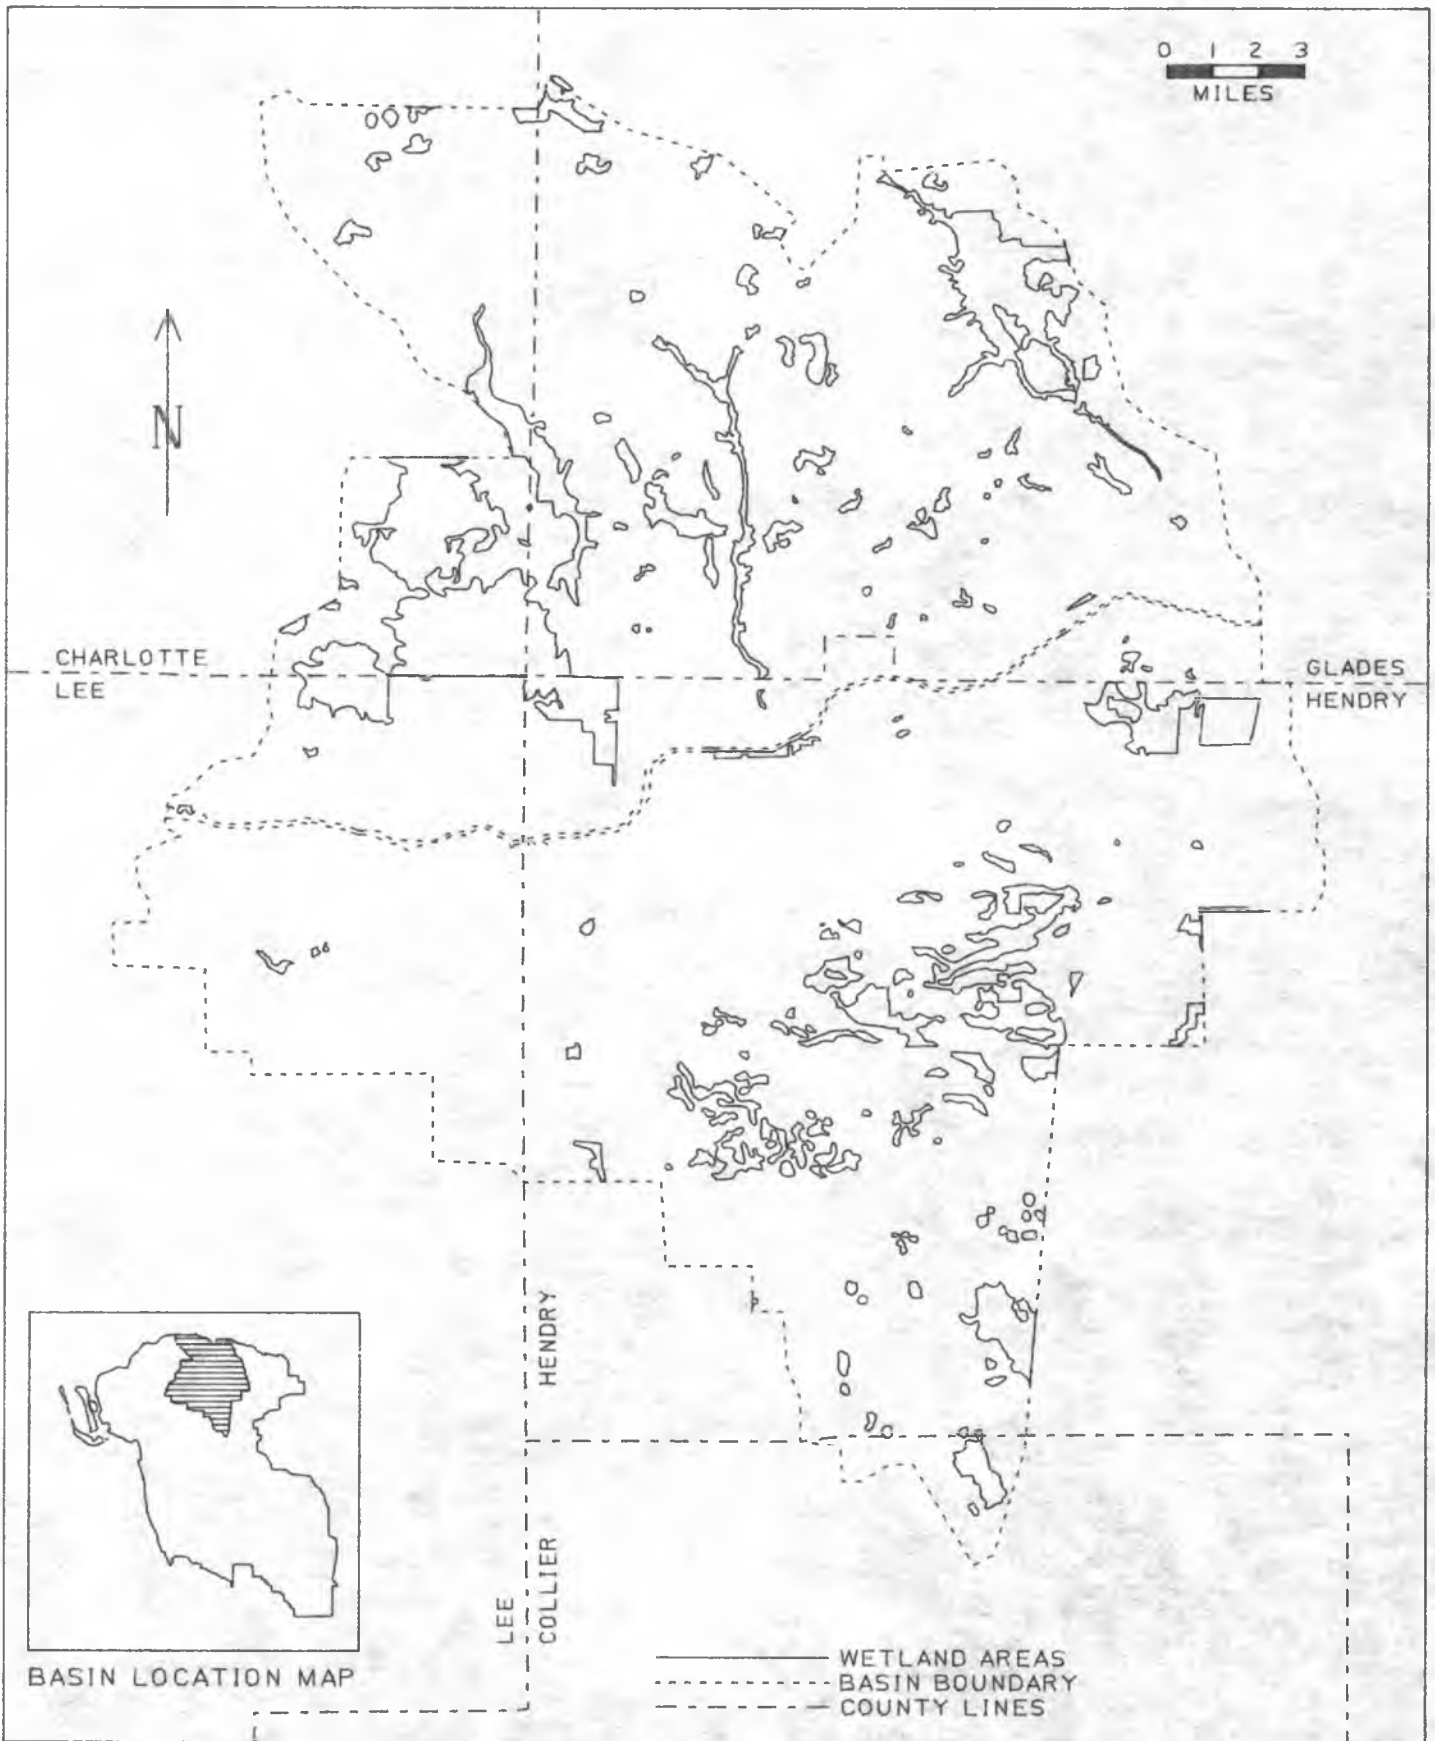 0 1 2 3
MILES
N
CHARLOTTE
LEE
GLADES
HENDRY
HENDRY
LEE
COLLIER
BASIN LOCATION MAP
WETLAND AREAS
BASIN BOUNDARY
COUNTY LINES